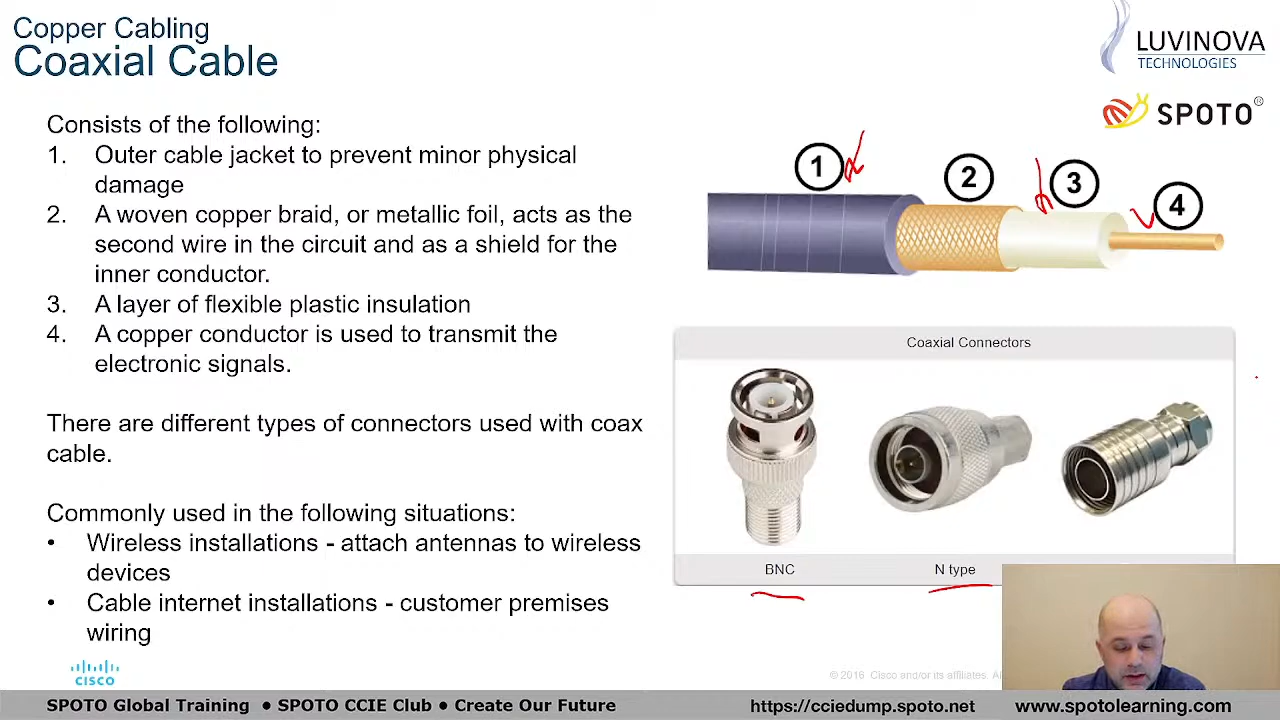 Copper Cabling
Coaxial Cable
LUVINOVA
TECHNOLOGIES
SPOTO®
Consists of the following:
1. Outer cable jacket to prevent minor physical
damage
2. A woven copper braid, or metallic foil, acts as the
second wire in the circuit and as a shield for the
inner conductor.
3. A layer of flexible plastic insulation
4. A copper conductor is used to transmit the
electronic signals.
There are different types of connectors used with coax
cable.
Commonly used in the following situations:
• Wireless installations - attach antennas to wireless
devices
• Cable internet installations - customer premises
wiring
1
2
3
4
Coaxial Connectors
BNC
N type
cisco
© 2016 Cisco and/or its affiliates.
SPOTO Global Training ● SPOTO CCIE Club ● Create Our Future
https://cciedump.spoto.net
www.spotolearning.com